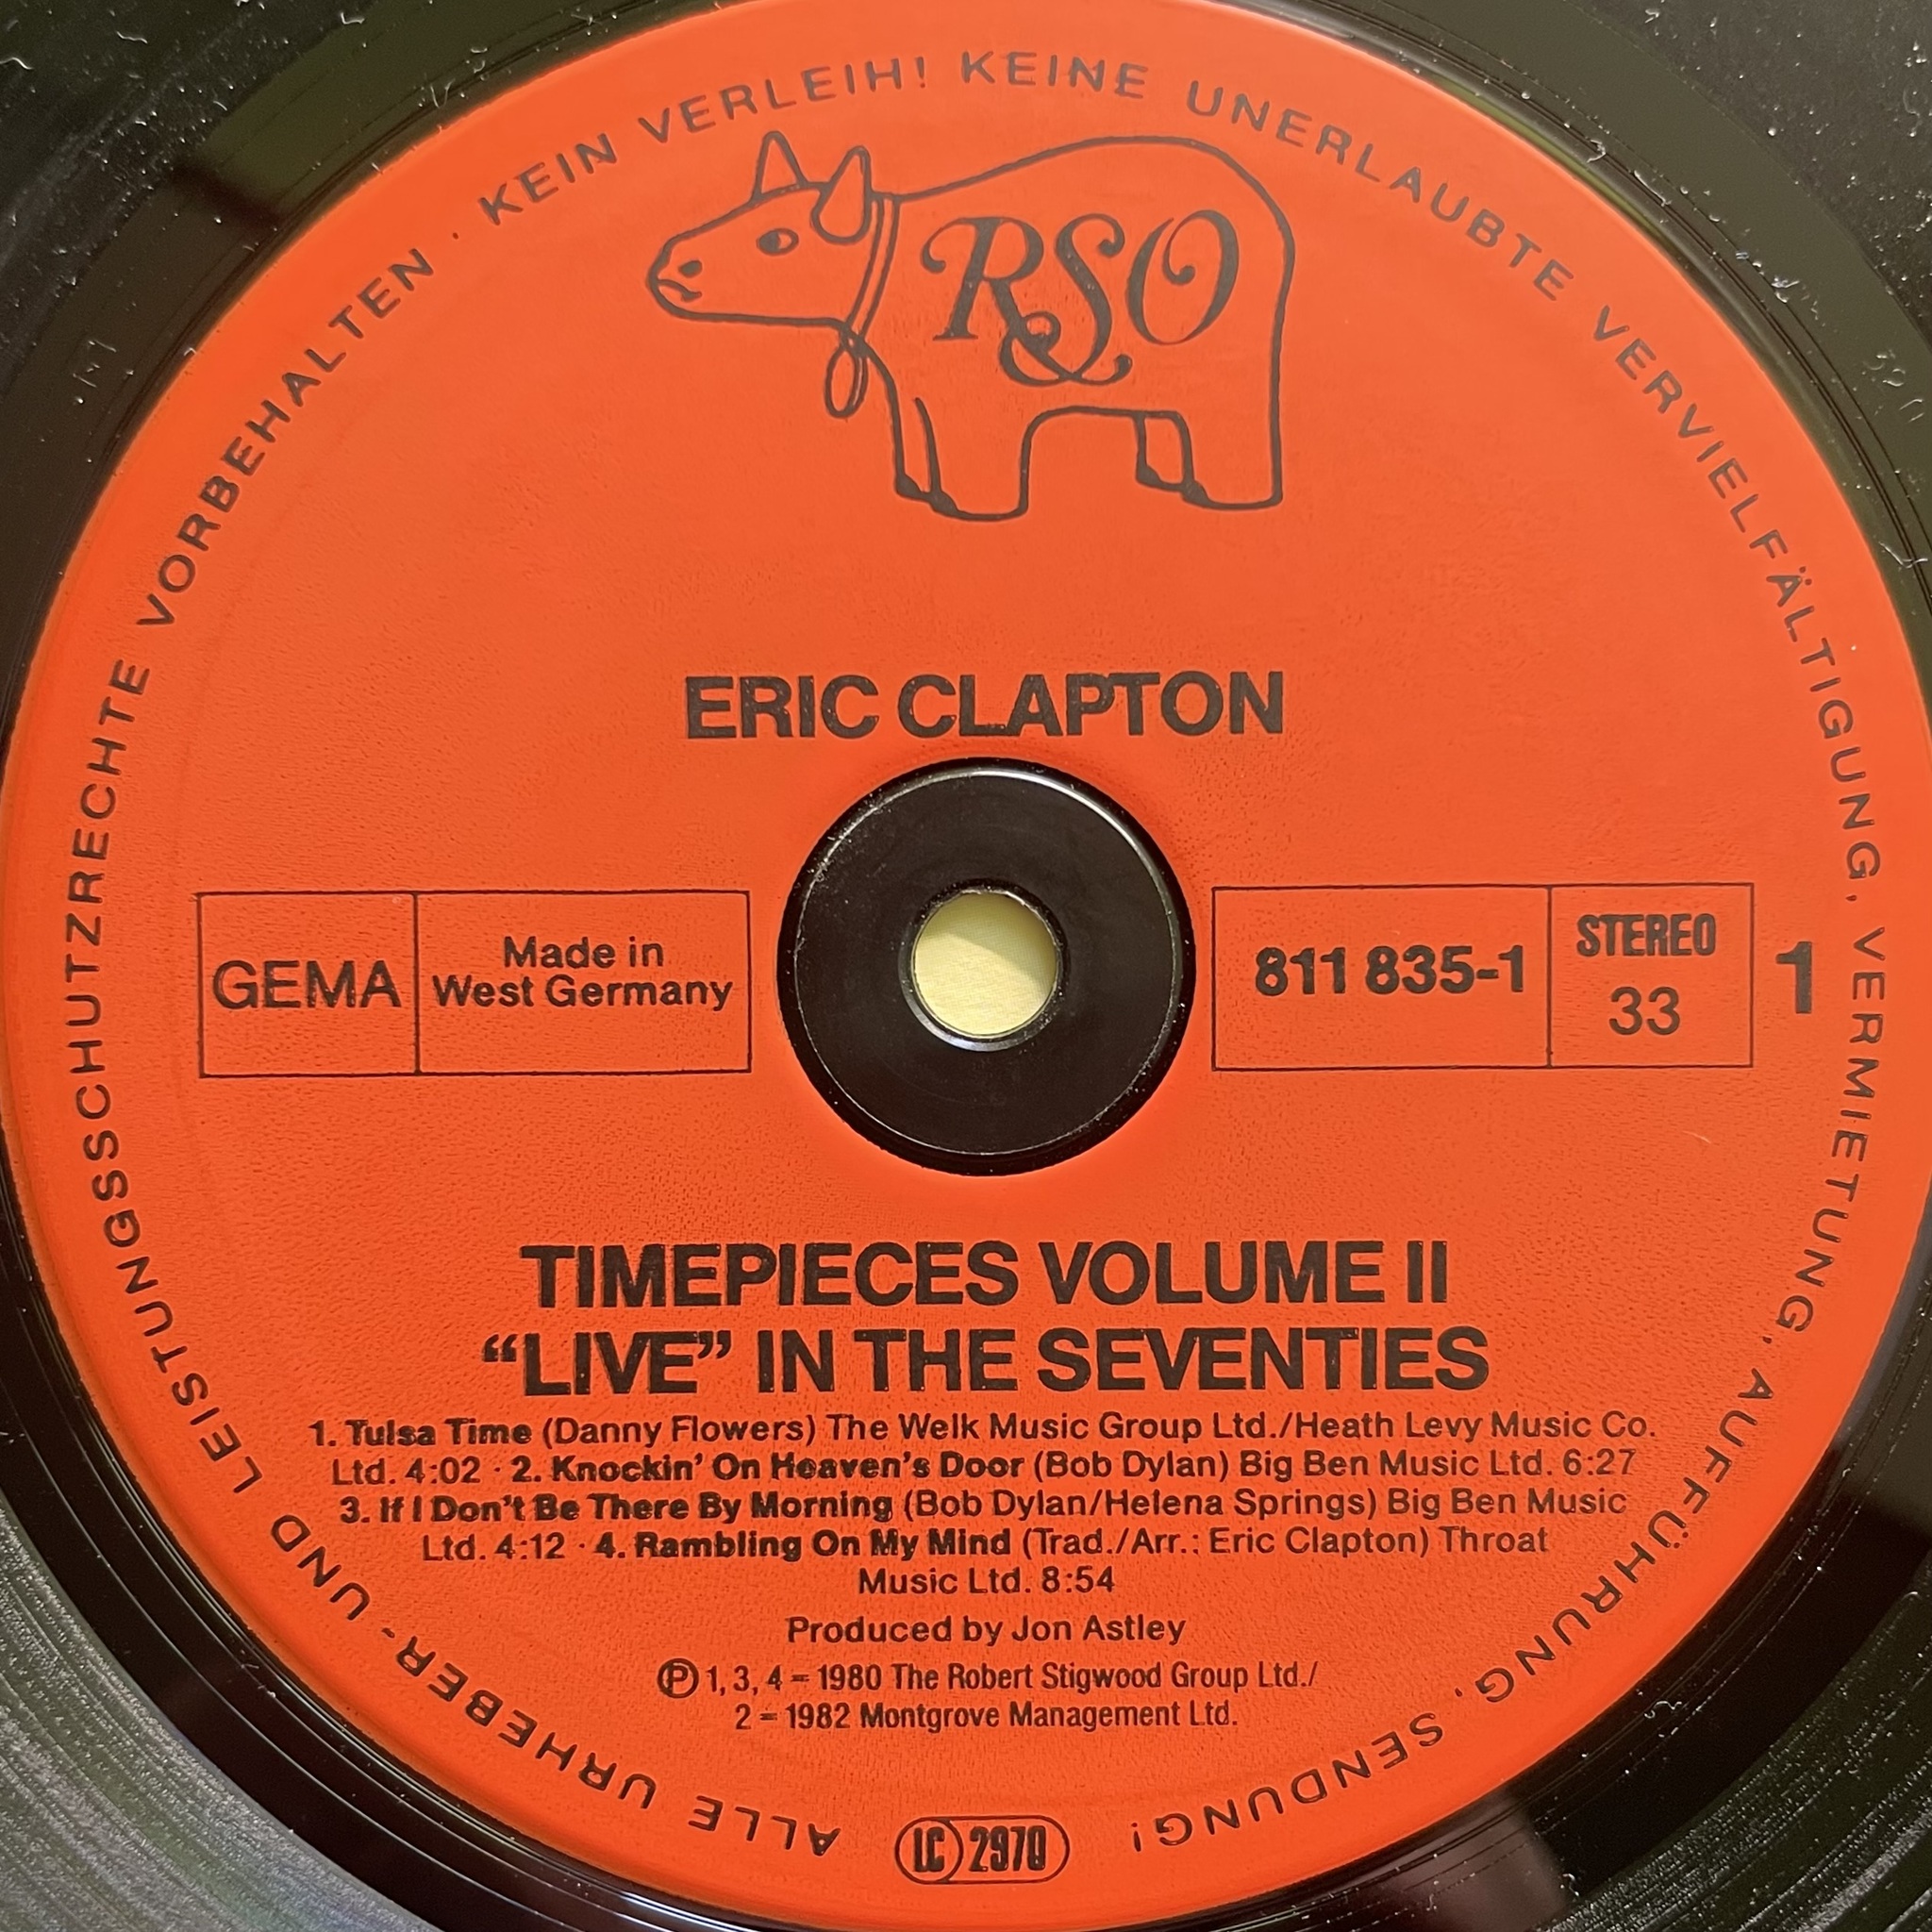 ALLE URHEBER- UND LEISTUNGSSCHUTZRECHTE VORBEHALTEN · KEIN VERLEIH! KEINE UNERLAUBTE VERVIELFÄLTIGUNG, VERMIETUNG, AUFFÜHRUNG, SENDUNG!
RSO
ERIC CLAPTON
GEMA
Made in
West Germany
811 835-1
STEREO
33
1
TIMEPIECES VOLUME II
“LIVE” IN THE SEVENTIES
1. Tulsa Time (Danny Flowers) The Welk Music Group Ltd./Heath Levy Music Co.
Ltd. 4:02 · 2. Knockin’ On Heaven’s Door (Bob Dylan) Big Ben Music Ltd. 6:27
3. If I Don’t Be There By Morning (Bob Dylan/Helena Springs) Big Ben Music
Ltd. 4:12 · 4. Rambling On My Mind (Trad./Arr.: Eric Clapton) Throat
Music Ltd. 8:54
Produced by Jon Astley
Ⓟ 1, 3, 4 = 1980 The Robert Stigwood Group Ltd./
2 = 1982 Montgrove Management Ltd.
LC 2970